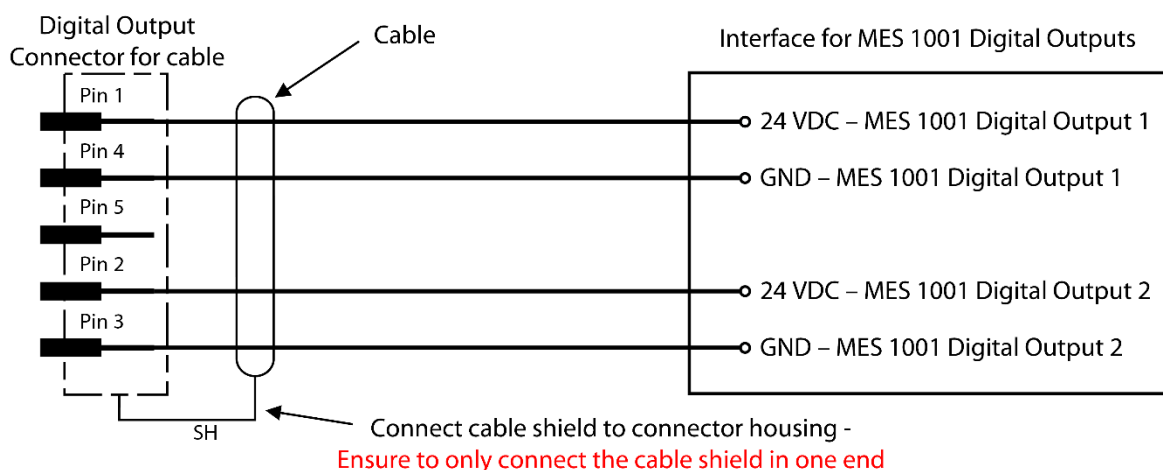 Digital Output
Connector for cable
Cable
Interface for MES 1001 Digital Outputs
Pin 1
24 VDC – MES 1001 Digital Output 1
Pin 4
GND – MES 1001 Digital Output 1
Pin 5
Pin 2
24 VDC – MES 1001 Digital Output 2
Pin 3
GND – MES 1001 Digital Output 2
SH
Connect cable shield to connector housing -
Ensure to only connect the cable shield in one end